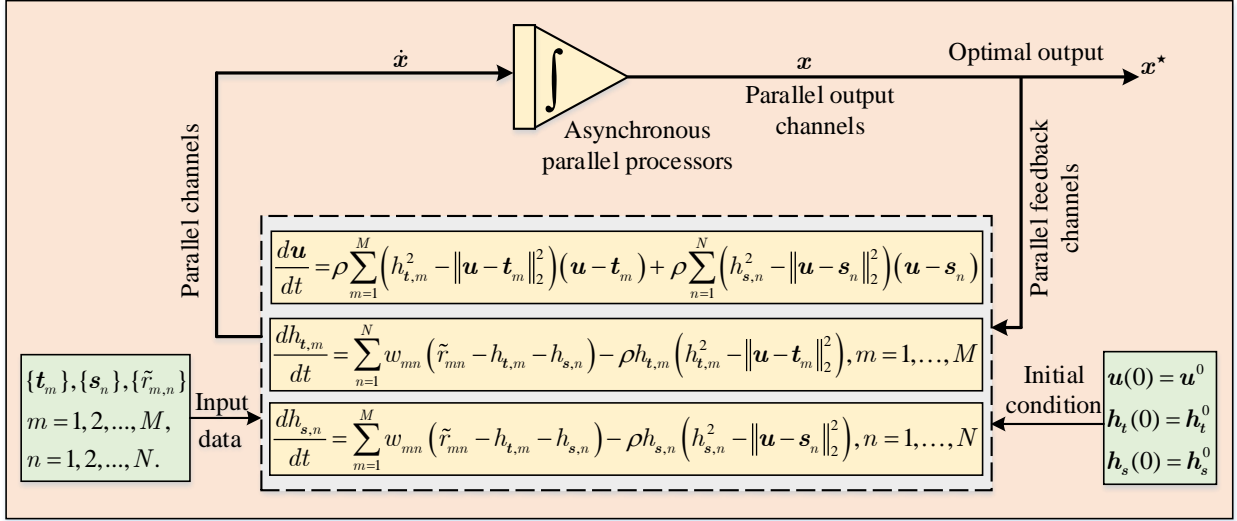 ẋ
∫
x
Optimal output
x⋆
Parallel output
channels
Asynchronous
parallel processors
Parallel channels
Parallel feedback
channels
du/dt = ρ∑_{m=1}^{M}(h_{t,m}^2 − ‖u − t_m‖_2^2)(u − t_m) + ρ∑_{n=1}^{N}(h_{s,n}^2 − ‖u − s_n‖_2^2)(u − s_n)
dh_{t,m}/dt = ∑_{n=1}^{N} w_{mn}(r̃_{mn} − h_{t,m} − h_{s,n}) − ρh_{t,m}(h_{t,m}^2 − ‖u − t_m‖_2^2), m = 1,…, M
dh_{s,n}/dt = ∑_{m=1}^{M} w_{mn}(r̃_{mn} − h_{t,m} − h_{s,n}) − ρh_{s,n}(h_{s,n}^2 − ‖u − s_n‖_2^2), n = 1,…, N
{t_m},{s_n},{r̃_{m,n}}
m = 1, 2,..., M,
n = 1, 2,..., N.
Input
data
Initial
condition
u(0) = u^0
h_t(0) = h_t^0
h_s(0) = h_s^0